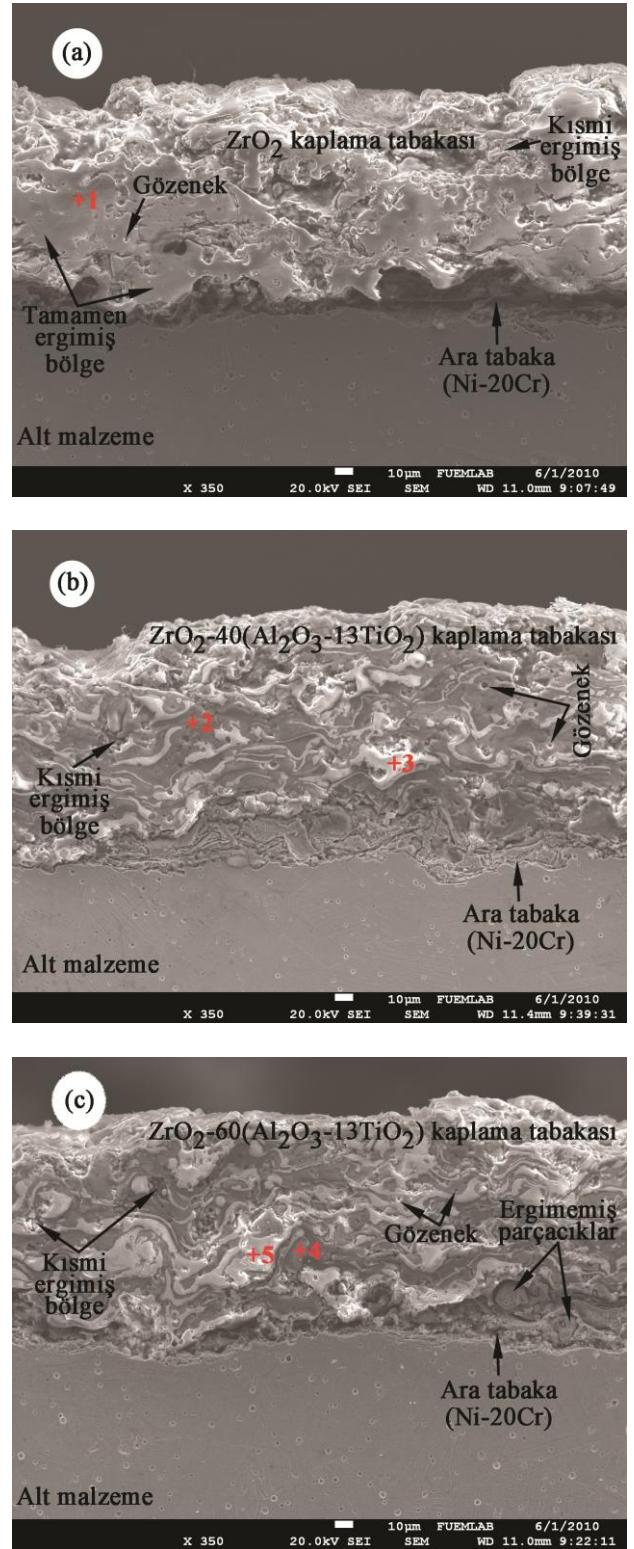 (a)
ZrO2 kaplama tabakası
Kısmi
ergimiş
bölge
Gözenek
+1
Tamamen
ergimiş
bölge
Ara tabaka
(Ni-20Cr)
Alt malzeme
10µm FUEMLAB 6/1/2010
X 350 20.0kV SEI SEM WD 11.0mm 9:07:49
(b)
ZrO2-40(Al2O3-13TiO2) kaplama tabakası
+2
Gözenek
+3
Kısmi
ergimiş
bölge
Ara tabaka
(Ni-20Cr)
Alt malzeme
10µm FUEMLAB 6/1/2010
X 350 20.0kV SEI SEM WD 11.4mm 9:39:31
(c)
ZrO2-60(Al2O3-13TiO2) kaplama tabakası
Ergimemiş
parçacıklar
Gözenek
+5 +4
Kısmi
ergimiş
bölge
Ara tabaka
(Ni-20Cr)
Alt malzeme
10µm FUEMLAB 6/1/2010
X 350 20.0kV SEI SEM WD 11.0mm 9:22:11